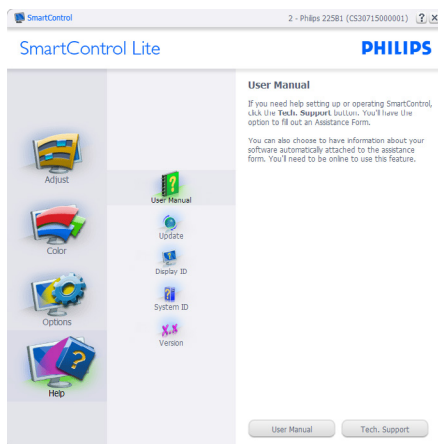 SmartControl
2 - Philips 225B1 (CS30715000001)
SmartControl Lite
PHILIPS
Adjust
Color
Options
Help
User Manual
Update
Display ID
System ID
Version
User Manual
If you need help setting up or operating SmartControl,
click the Tech. Support button. You'll have the
option to fill out an Assistance Form.
You can also choose to have information about your
software automatically attached to the assistance
form. You'll need to be online to use this feature.
User Manual
Tech. Support